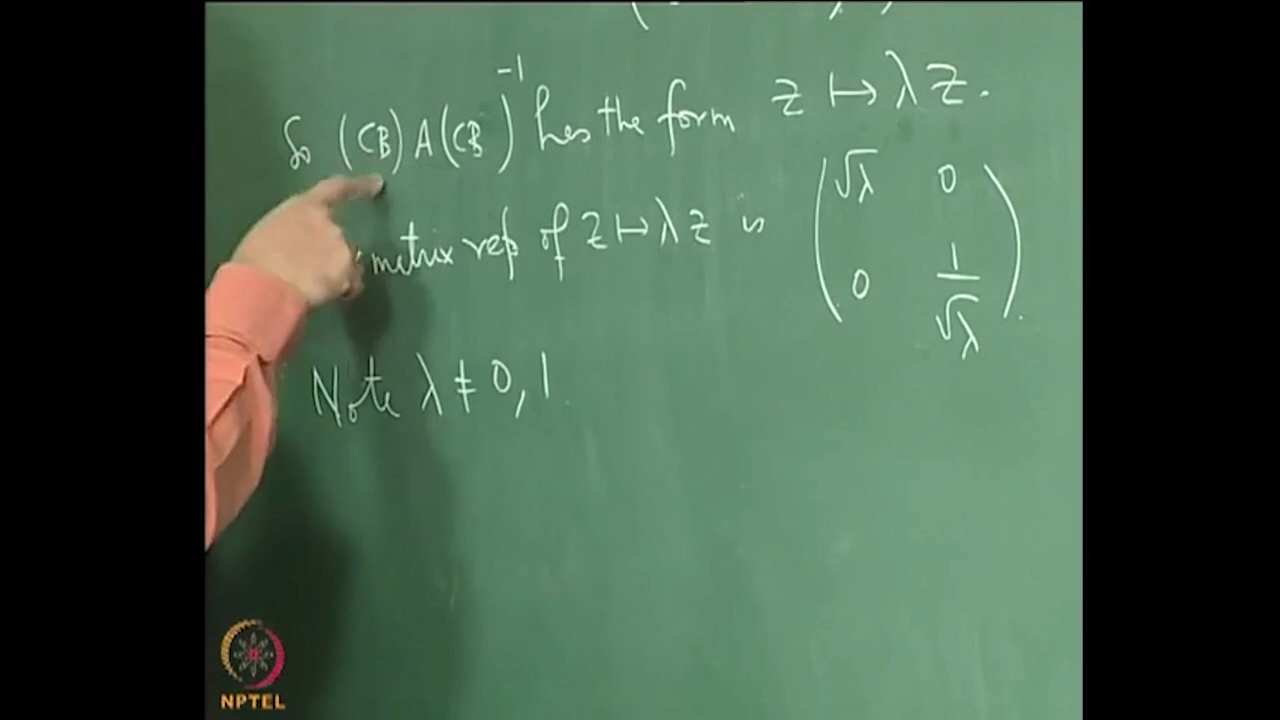 So (CB) A (CB)⁻¹ has the form z ↦ λz.
matrix rep of z ↦ λz is
√λ 0
0 1/√λ
Note λ ≠ 0, 1.
NPTEL